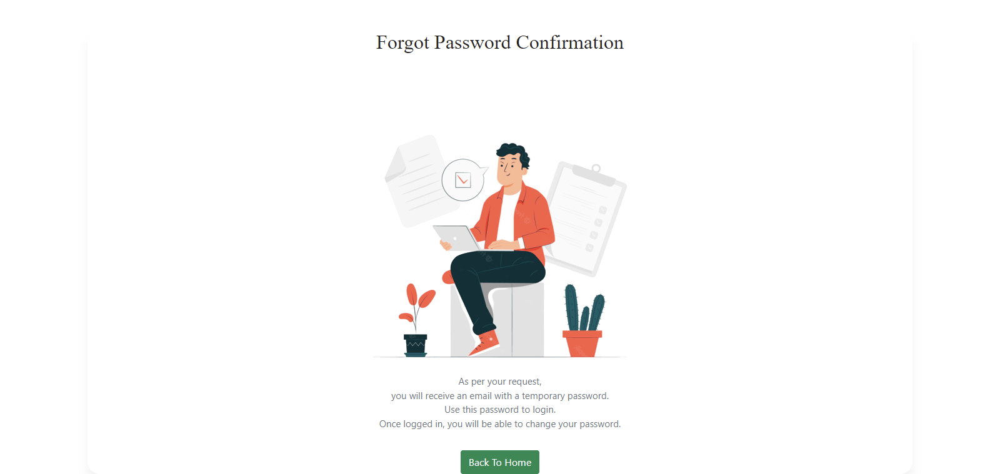 Forgot Password Confirmation
As per your request,
you will receive an email with a temporary password.
Use this password to login.
Once logged in, you will be able to change your password.
Back To Home